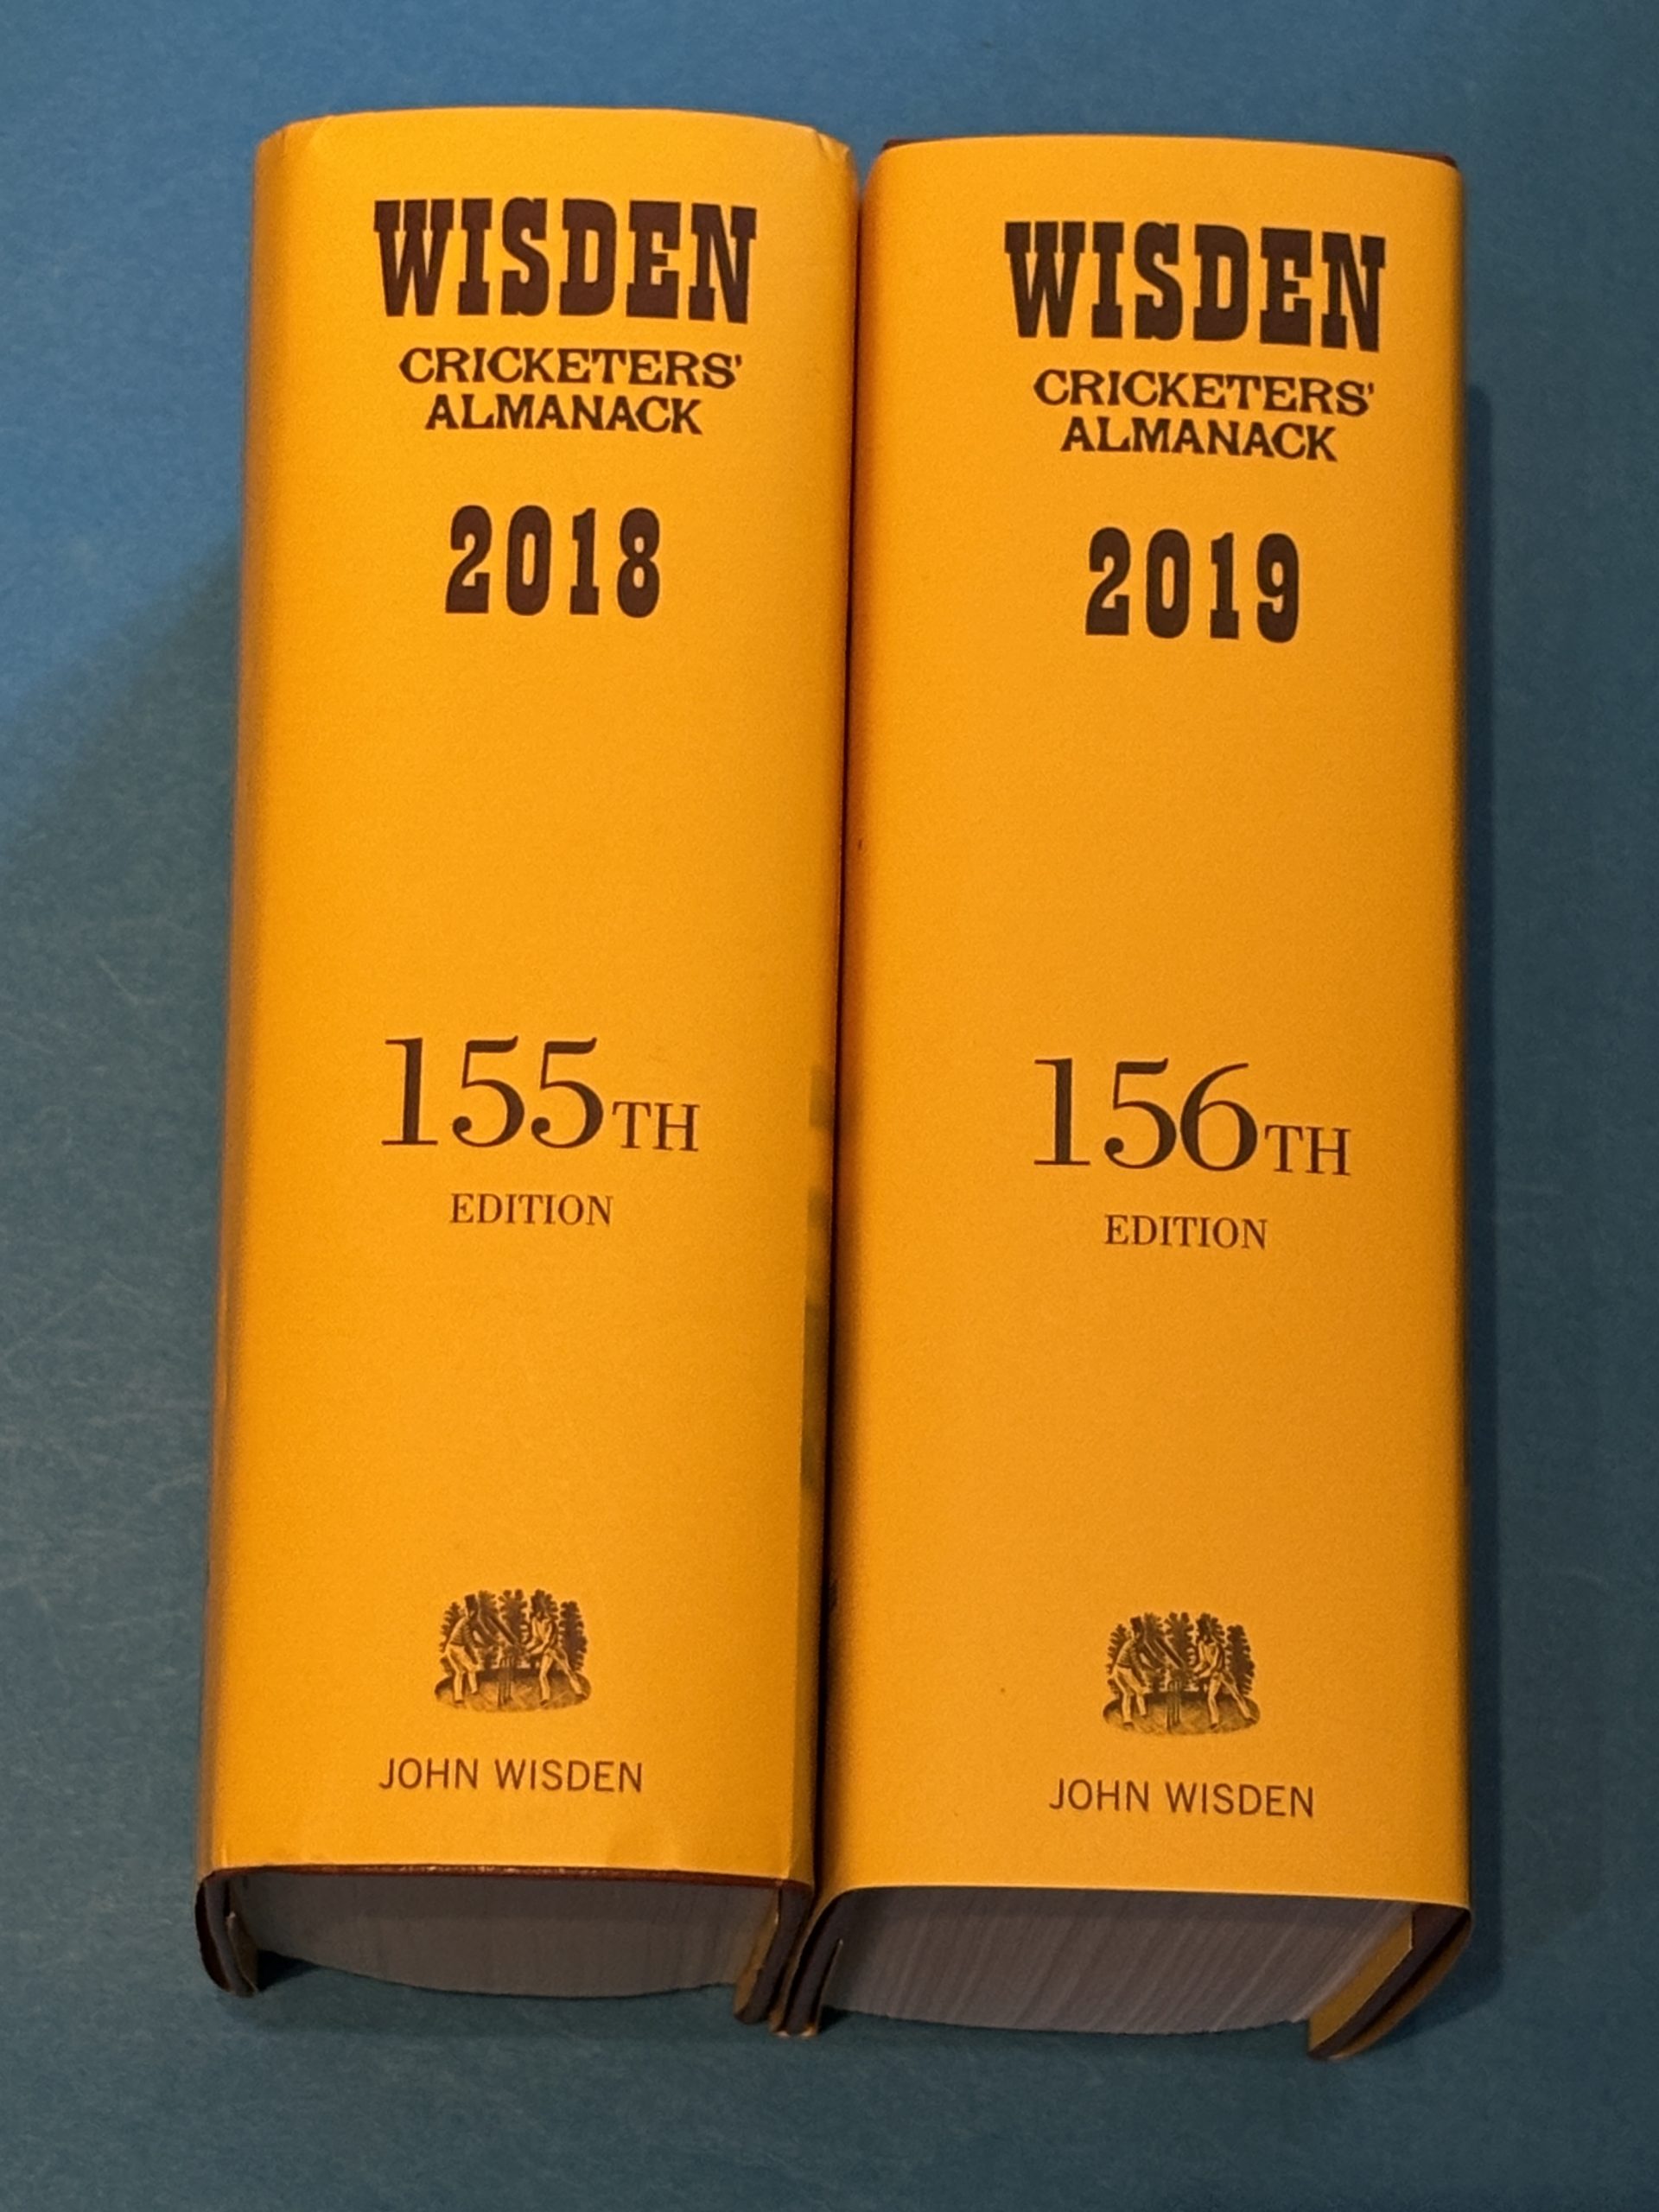 WISDEN
CRICKETERS'
ALMANACK
2018
155TH
EDITION
JOHN WISDEN
WISDEN
CRICKETERS'
ALMANACK
2019
156TH
EDITION
JOHN WISDEN